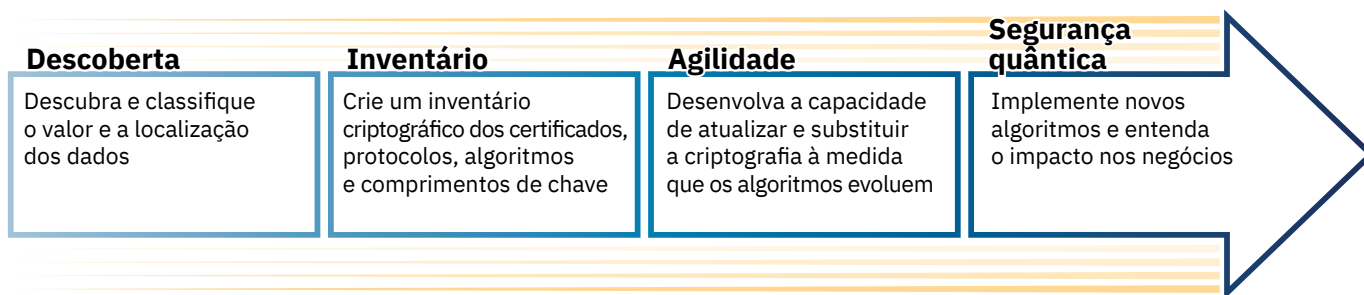 Descoberta
Descubra e classifique
o valor e a localização
dos dados
Inventário
Crie um inventário
criptográfico dos certificados,
protocolos, algoritmos
e comprimentos de chave
Agilidade
Desenvolva a capacidade
de atualizar e substituir
a criptografia à medida
que os algoritmos evoluem
Segurança
quântica
Implemente novos
algoritmos e entenda
o impacto nos negócios